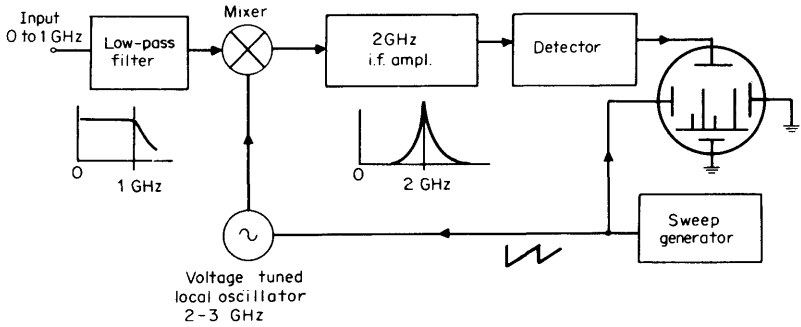 Input
0 to 1 GHz
Low-pass
filter
Mixer
2GHz
i.f. ampl.
Detector
0
1 GHz
0
2 GHz
Sweep
generator
Voltage tuned
local oscillator
2-3 GHz